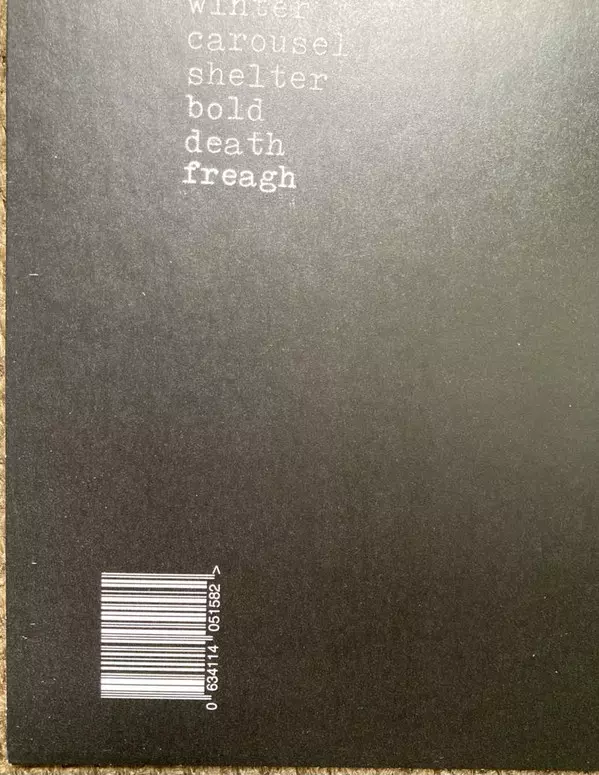 winter
carousel
shelter
bold
death
freagh
0 634114 051582 >